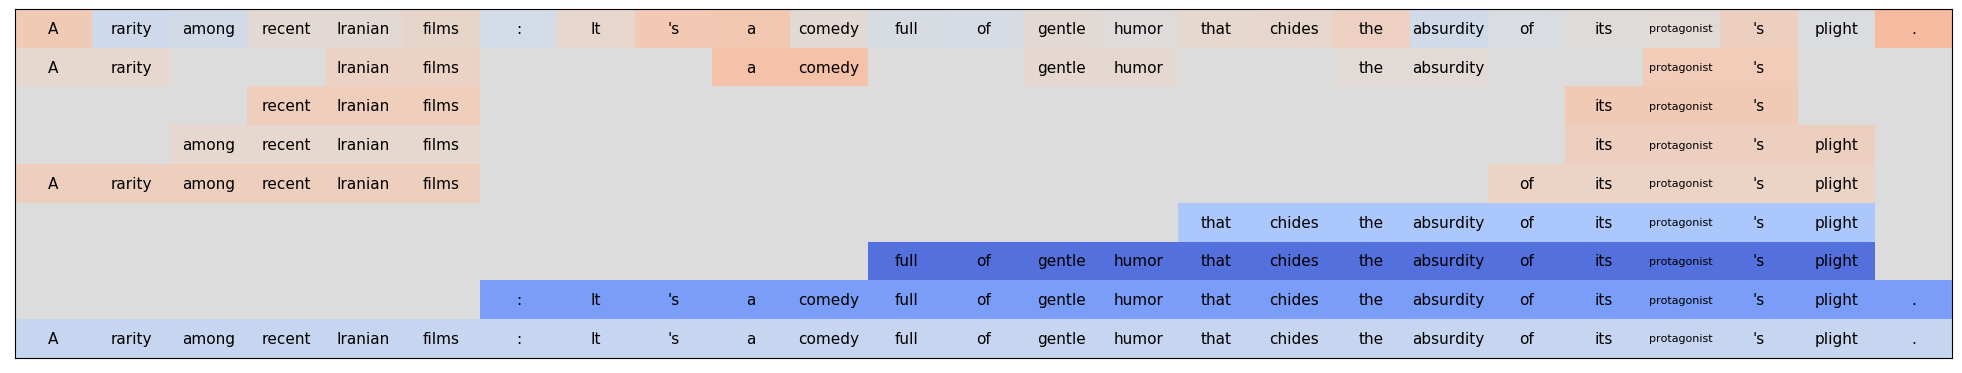 A rarity among recent Iranian films : It 's a comedy full of gentle humor that chides the absurdity of its protagonist 's plight .
A rarity Iranian films a comedy gentle humor the absurdity protagonist 's
recent Iranian films its protagonist 's
among recent Iranian films its protagonist 's plight
A rarity among recent Iranian films of its protagonist 's plight
that chides the absurdity of its protagonist 's plight
full of gentle humor that chides the absurdity of its protagonist 's plight
: It 's a comedy full of gentle humor that chides the absurdity of its protagonist 's plight .
A rarity among recent Iranian films : It 's a comedy full of gentle humor that chides the absurdity of its protagonist 's plight .